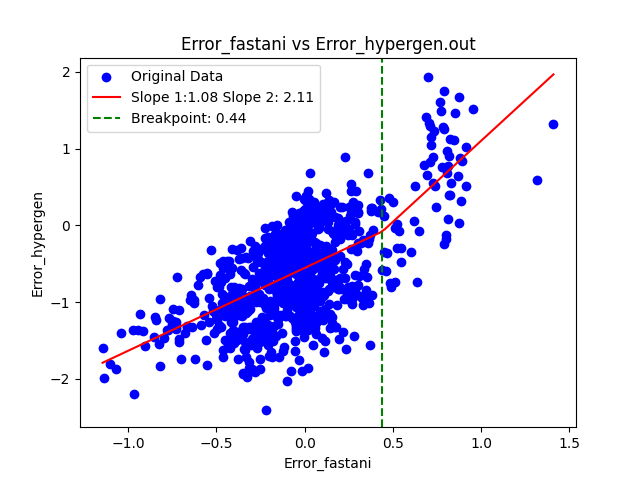 Error_fastani vs Error_hypergen.out
Original Data
Slope 1:1.08 Slope 2: 2.11
Breakpoint: 0.44
2
1
0
−1
−2
Error_hypergen
−1.0
−0.5
0.0
0.5
1.0
1.5
Error_fastani